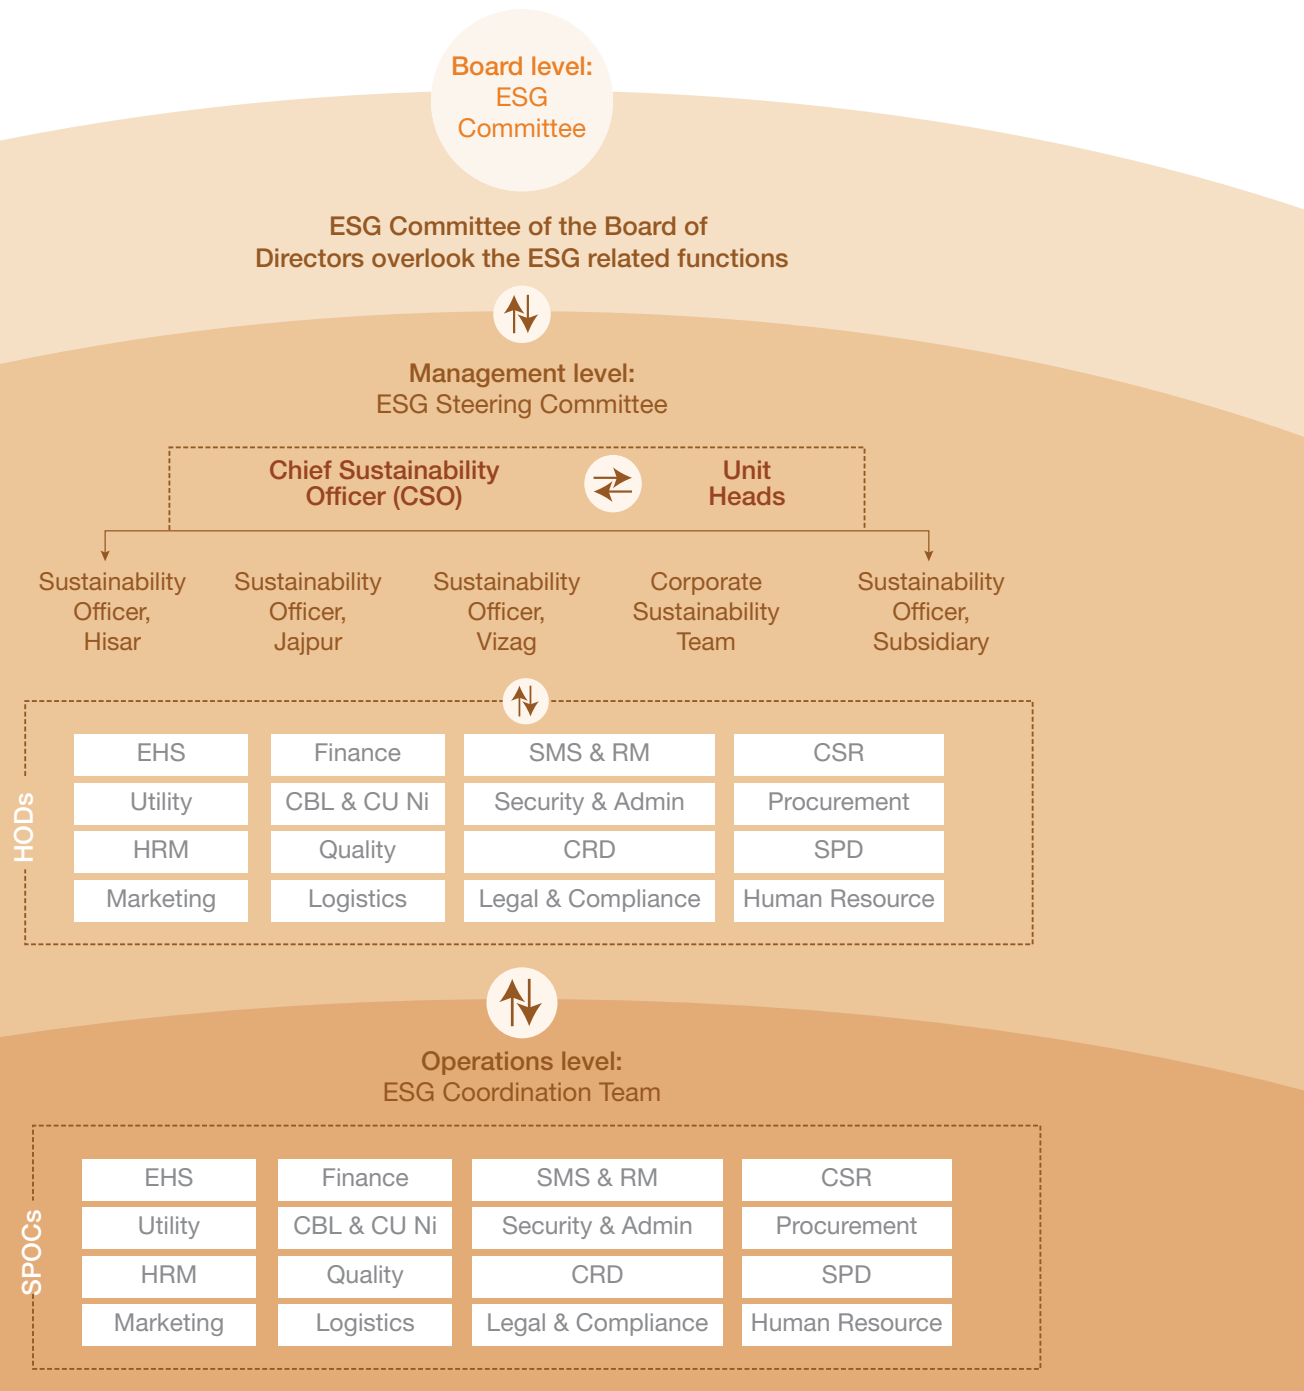 Board level:
ESG
Committee
ESG Committee of the Board of
Directors overlook the ESG related functions
Management level:
ESG Steering Committee
Chief Sustainability
Officer (CSO)
Unit
Heads
Sustainability
Officer,
Hisar
Sustainability
Officer,
Jajpur
Sustainability
Officer,
Vizag
Corporate
Sustainability
Team
Sustainability
Officer,
Subsidiary
HODs
EHS
Finance
SMS & RM
CSR
Utility
CBL & CU Ni
Security & Admin
Procurement
HRM
Quality
CRD
SPD
Marketing
Logistics
Legal & Compliance
Human Resource
Operations level:
ESG Coordination Team
SPOCs
EHS
Finance
SMS & RM
CSR
Utility
CBL & CU Ni
Security & Admin
Procurement
HRM
Quality
CRD
SPD
Marketing
Logistics
Legal & Compliance
Human Resource